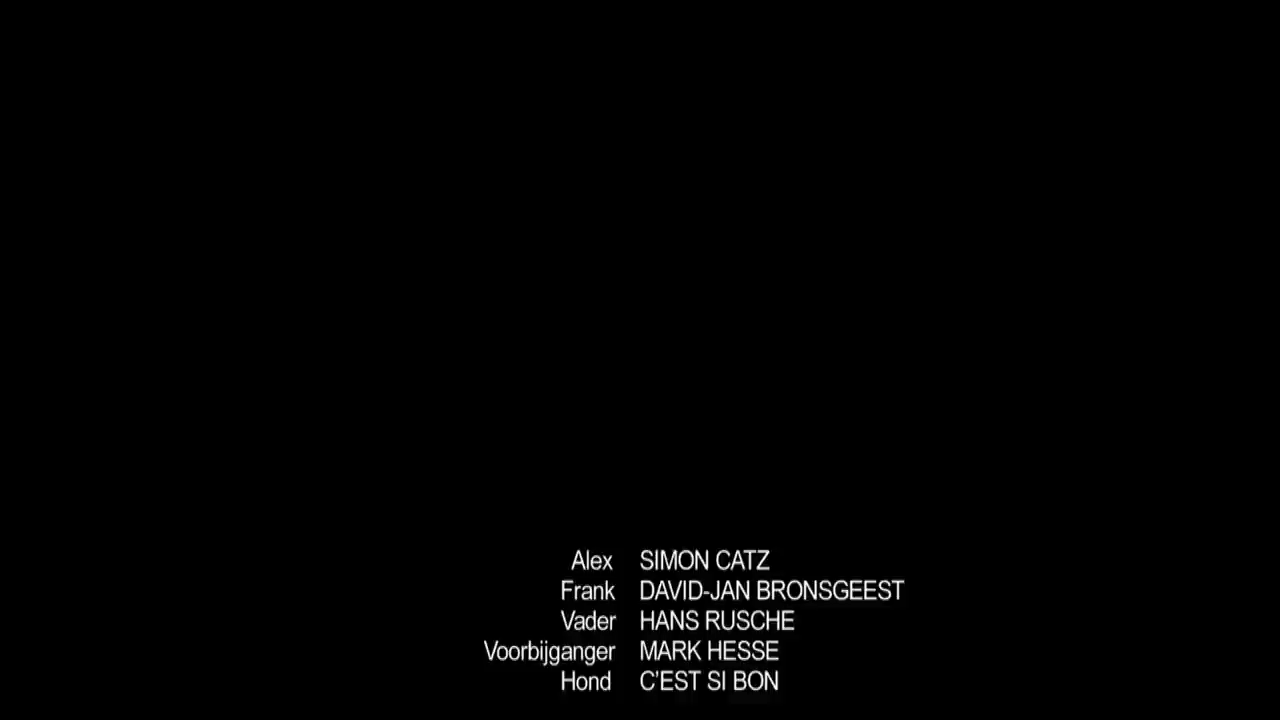 Alex SIMON CATZ
Frank DAVID-JAN BRONSGEEST
Vader HANS RUSCHE
Voorbijganger MARK HESSE
Hond C'EST SI BON